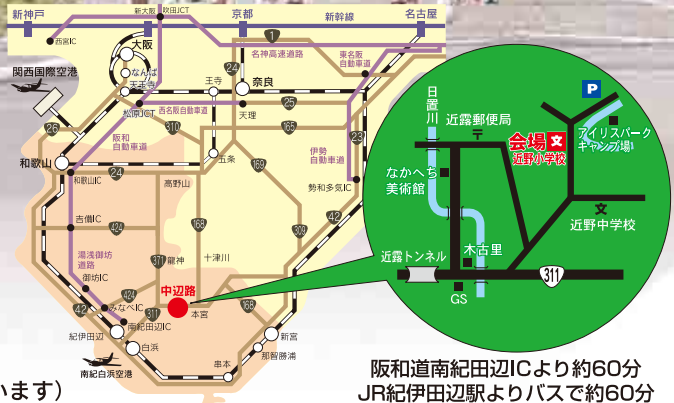 新神戸
新大阪
吹田JCT
京都
新幹線
名古屋
西宮IC
大阪
1
名神高速道路
東名阪
自動車道
関西国際空港
なんば
天王寺
王寺
24
奈良
松原JCT
西名阪自動車道
天理
25
26
阪和
自動車道
310
165
伊勢
自動車道
23
和歌山
五条
和歌山IC
24
高野山
169
勢和多気IC
吉備IC
424
168
42
309
湯浅御坊
道路
371
龍神
十津川
御坊IC
中辺路
424
みなべIC
42
311
本宮
168
南紀田辺IC
紀伊田辺
新宮
白浜
那智勝浦
南紀白浜空港
串本
日置川
近露郵便局
〒
P
会場
文
近野小学校
アイリスパーク
キャンプ場
なかへち
美術館
文
近野中学校
近露トンネル
木古里
311
GS
います)
阪和道南紀田辺ICより約60分
JR紀伊田辺駅よりバスで約60分